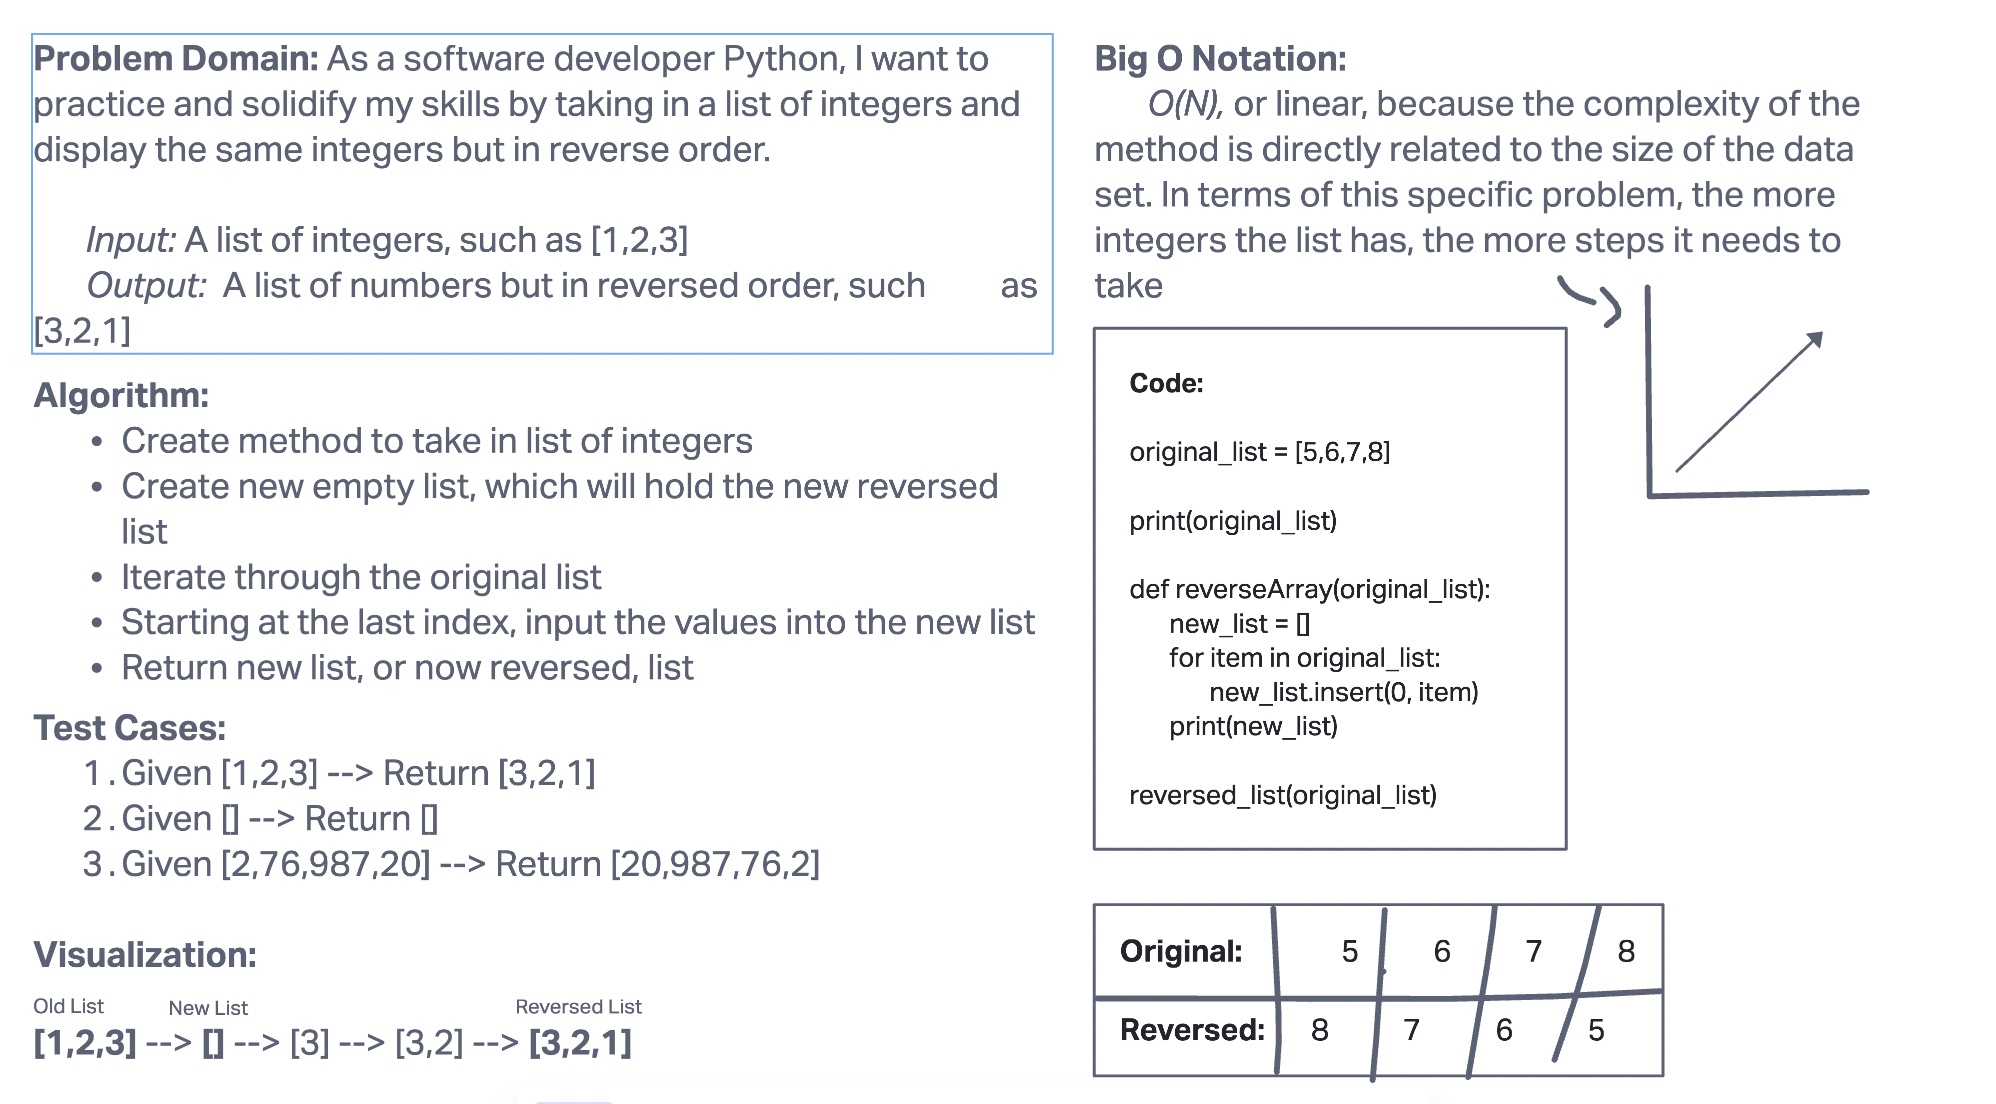 Problem Domain: As a software developer Python, I want to
practice and solidify my skills by taking in a list of integers and
display the same integers but in reverse order.
Input: A list of integers, such as [1,2,3]
Output: A list of numbers but in reversed order, such as
[3,2,1]
Algorithm:
• Create method to take in list of integers
• Create new empty list, which will hold the new reversed
list
• Iterate through the original list
• Starting at the last index, input the values into the new list
• Return new list, or now reversed, list
Test Cases:
1. Given [1,2,3] --> Return [3,2,1]
2. Given [] --> Return []
3. Given [2,76,987,20] --> Return [20,987,76,2]
Visualization:
Old List New List Reversed List
[1,2,3] --> [] --> [3] --> [3,2] --> [3,2,1]
Big O Notation:
O(N), or linear, because the complexity of the
method is directly related to the size of the data
set. In terms of this specific problem, the more
integers the list has, the more steps it needs to
take
Code:
original_list = [5,6,7,8]
print(original_list)
def reverseArray(original_list):
new_list = []
for item in original_list:
new_list.insert(0, item)
print(new_list)
reversed_list(original_list)
Original: 5 6 7 8
Reversed: 8 7 6 5